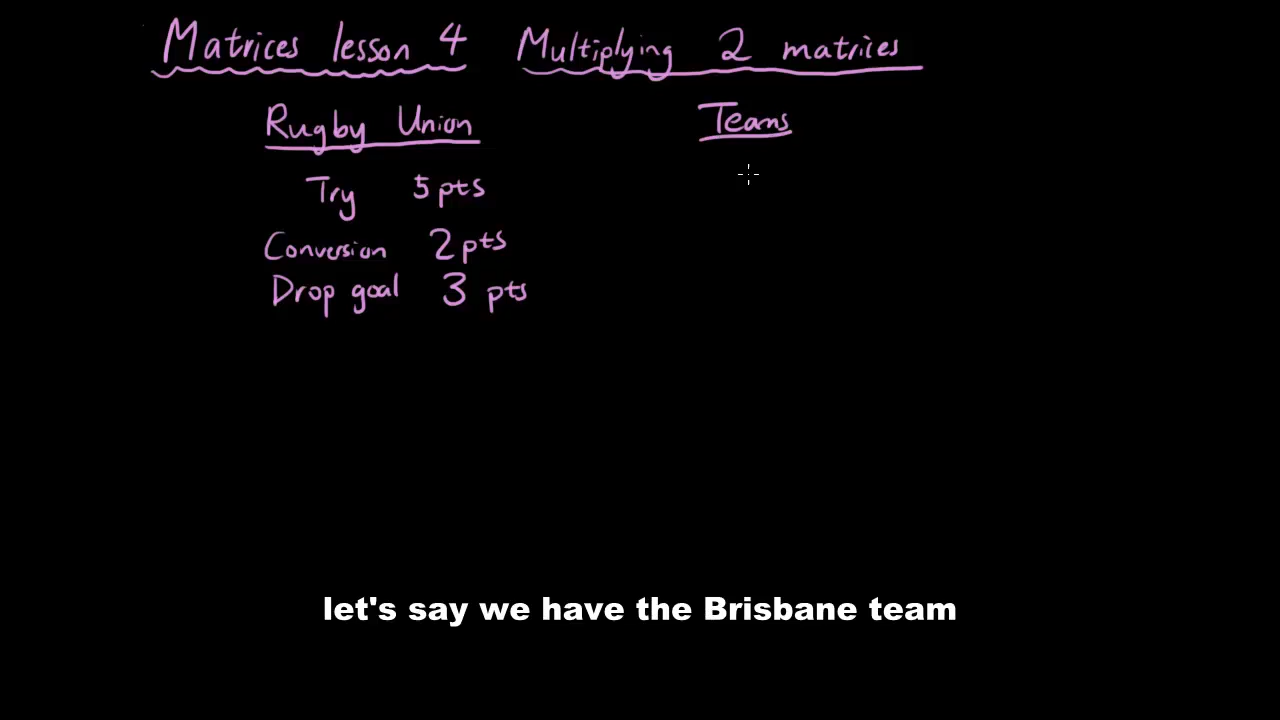 Matrices lesson 4 Multiplying 2 matrices
Rugby Union
Teams
Try 5 pts
Conversion 2 pts
Drop goal 3 pts
let's say we have the Brisbane team